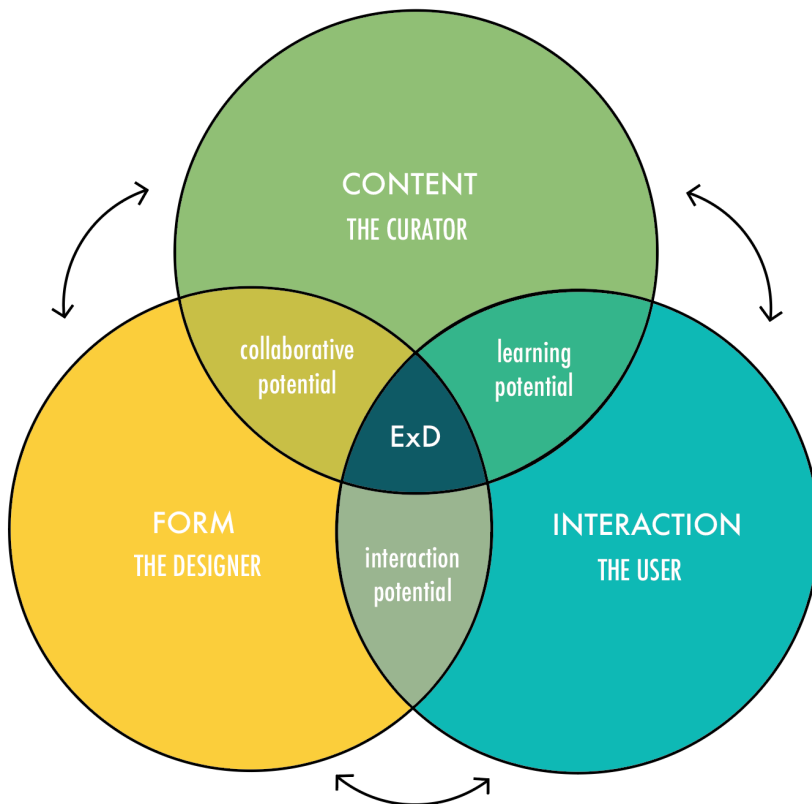 CONTENT
THE CURATOR
collaborative
potential
learning
potential
ExD
FORM
THE DESIGNER
INTERACTION
THE USER
interaction
potential